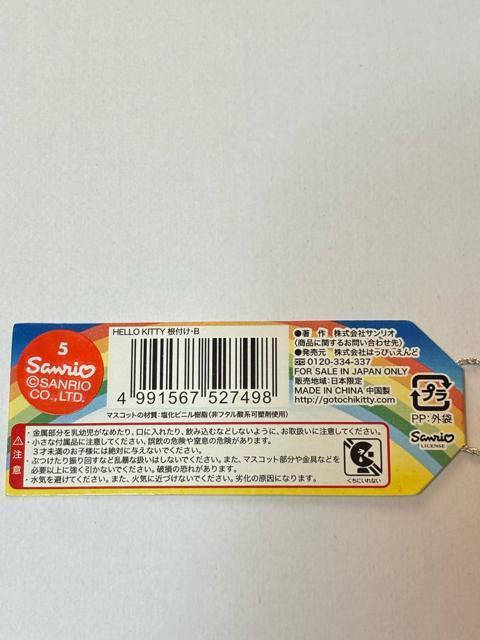 5
Sanrio
©SANRIO
CO., LTD.
HELLO KITTY 根付け・B
4 991567 527498
マスコットの材質:塩化ビニル樹脂(非フタル酸系可塑剤使用)
●著 作 株式会社サンリオ
(商品に関するお問い合わせ先)
●発売元 株式会社はっぴぃえんど
0120-334-337
FOR SALE IN JAPAN ONLY
販売地域:日本限定
MADE IN CHINA 中国製
http://gotochikitty.com/
プラ
PP:外袋
Sanrio
LICENSE
注意
・金属部分を乳幼児がなめたり、口に入れたり、飲み込むなどしないように、お取扱いに注意してください。
・小さな付属品に注意してください。誤飲の危険や窒息の危険があります。
3才未満のお子様には絶対に与えないでください。
・ぶつけたり振り回すなど乱暴な扱いはしないでください。また、マスコット部分や金具などを
必要以上に強く引かないでください。破損の恐れがあります。
・水気を避けてください。また、火気に近づけないでください。劣化の原因になります。
くちにいれない